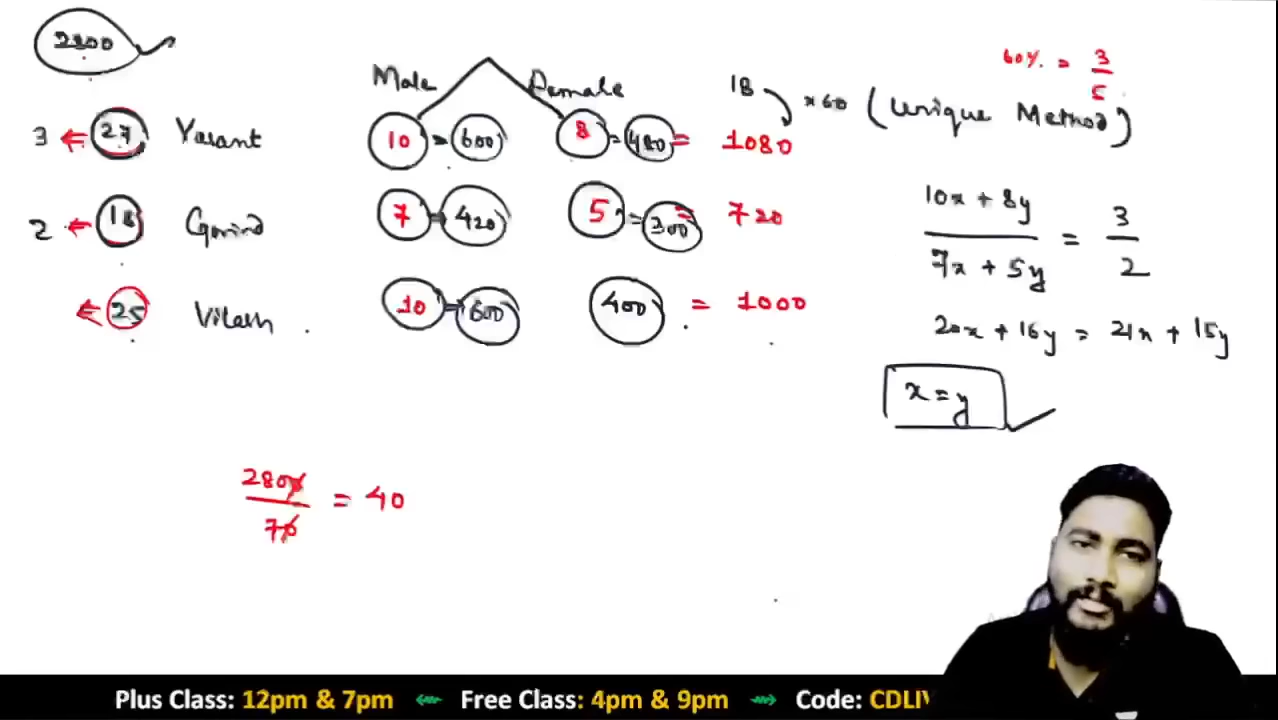 2800
Male Female
60% = 3/5
18 ×60 (Unique Method)
3 ← 27 Vasant 10 = 600 8 = 480 = 1080
2 ← 18 Govind 7 = 420 5 = 300 = 720
← 25 Vilash 10 = 600 400 = 1000
10x + 8y / 7x + 5y = 3/2
20x + 16y = 21x + 15y
x = y
2800/70 = 40
Plus Class: 12pm & 7pm ⟵ Free Class: 4pm & 9pm ⟶ Code: CDLIV